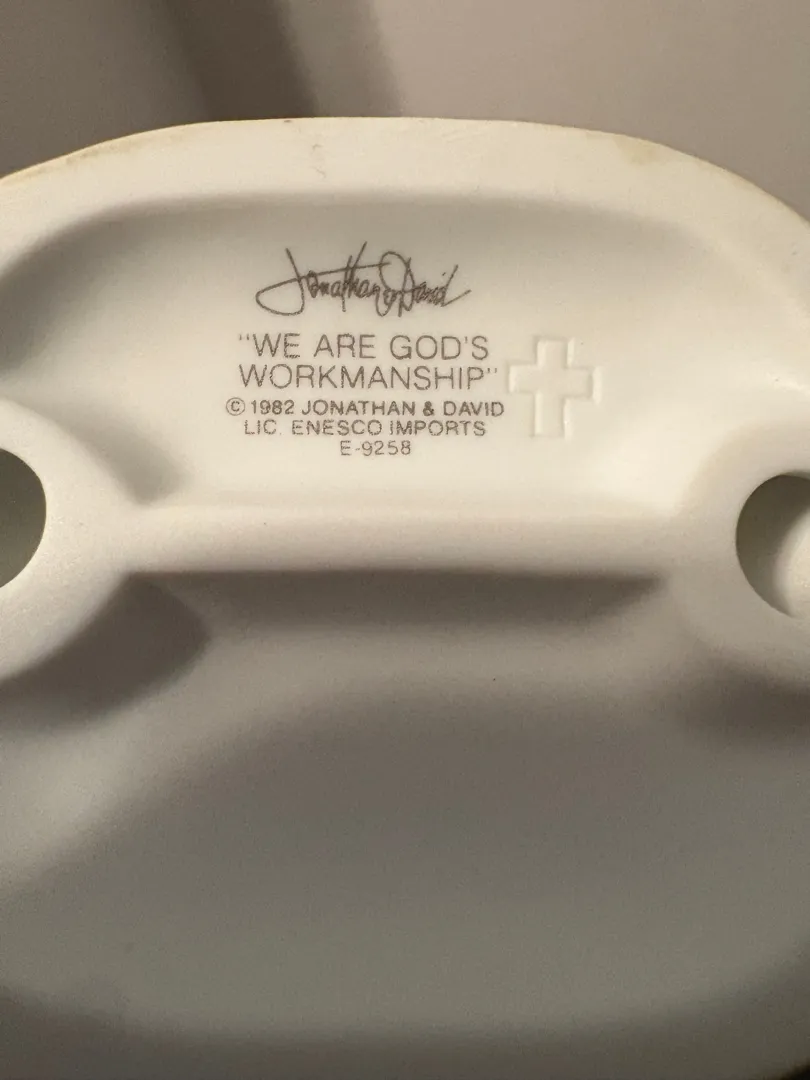 Jonathan & David
"WE ARE GOD'S
WORKMANSHIP"
© 1982 JONATHAN & DAVID
LIC. ENESCO IMPORTS
E-9258